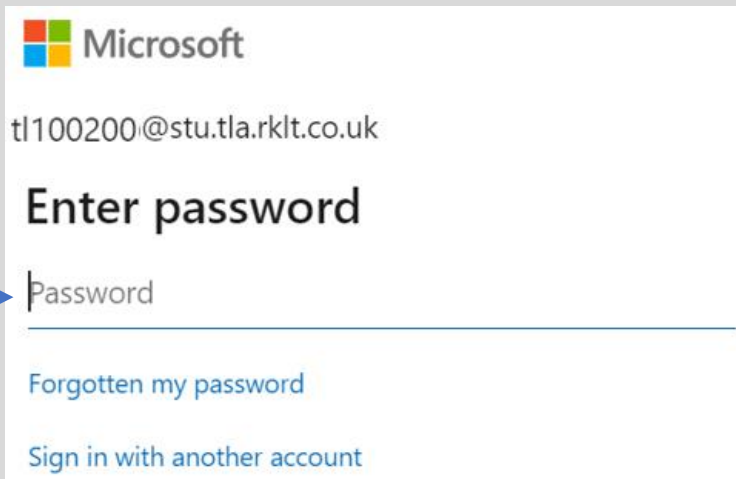 Microsoft
tl100200@stu.tla.rklt.co.uk
Enter password
Password
Forgotten my password
Sign in with another account